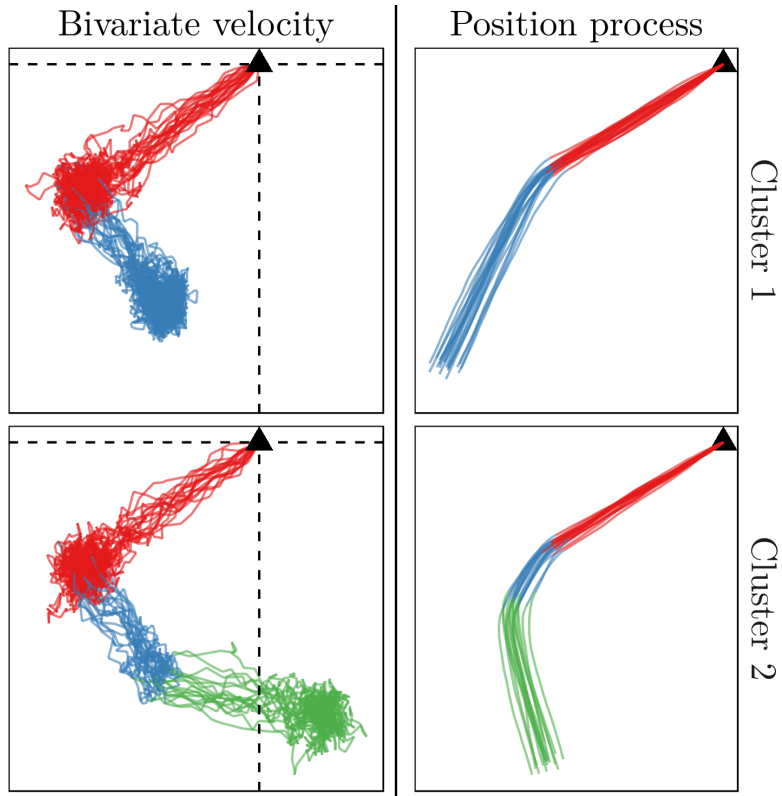 Bivariate velocity
Position process
Cluster 1
Cluster 2